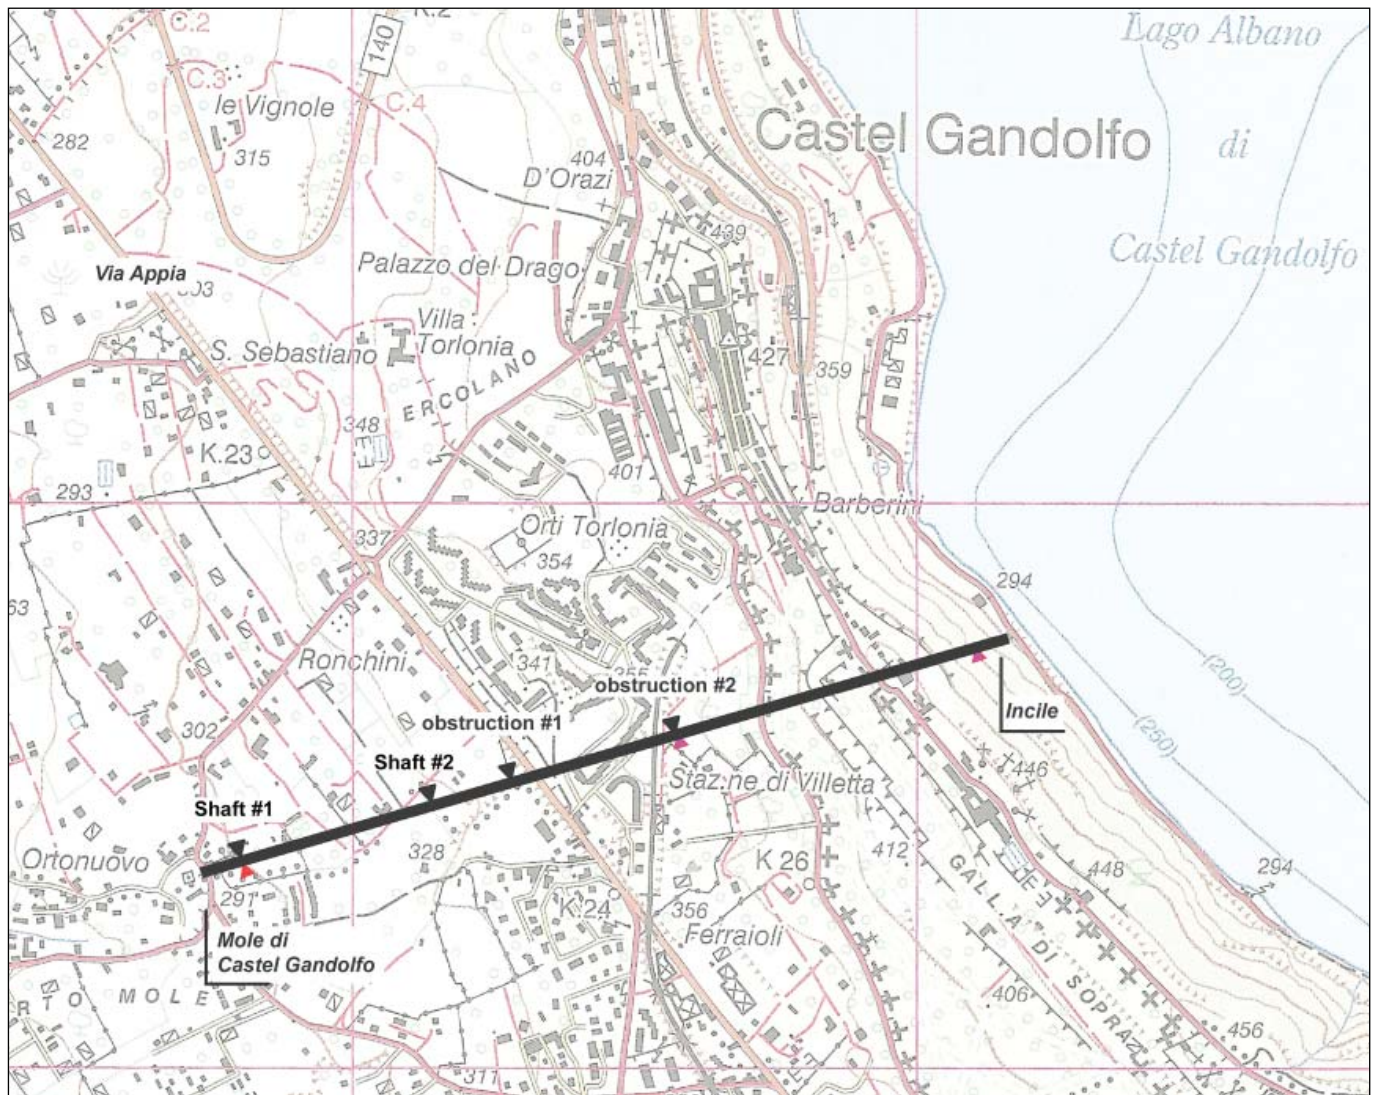 C.2
K.2
Lago Albano
140
C.3
le Vignole
C.4
Castel Gandolfo
282
315
404
di
D'Orazi
439
Castel Gandolfo
Palazzo del Drago
Via Appia
Villa
Torlonia
S. Sebastiano
427
359
ERCOLANO
348
K.23
401
293
Barberini
Orti Torlonia
337
354
294
Ronchini
341
(200)
obstruction #2
Incile
obstruction #1
(250)
302
Shaft #2
446
Staz.ne di Villetta
Shaft #1
Ortonuovo
328
K 26
412
448
294
291
GALL.A DI SOPRA
K.24
356
Mole di
Castel Gandolfo
Ferraioli
406
MOLE
456
311